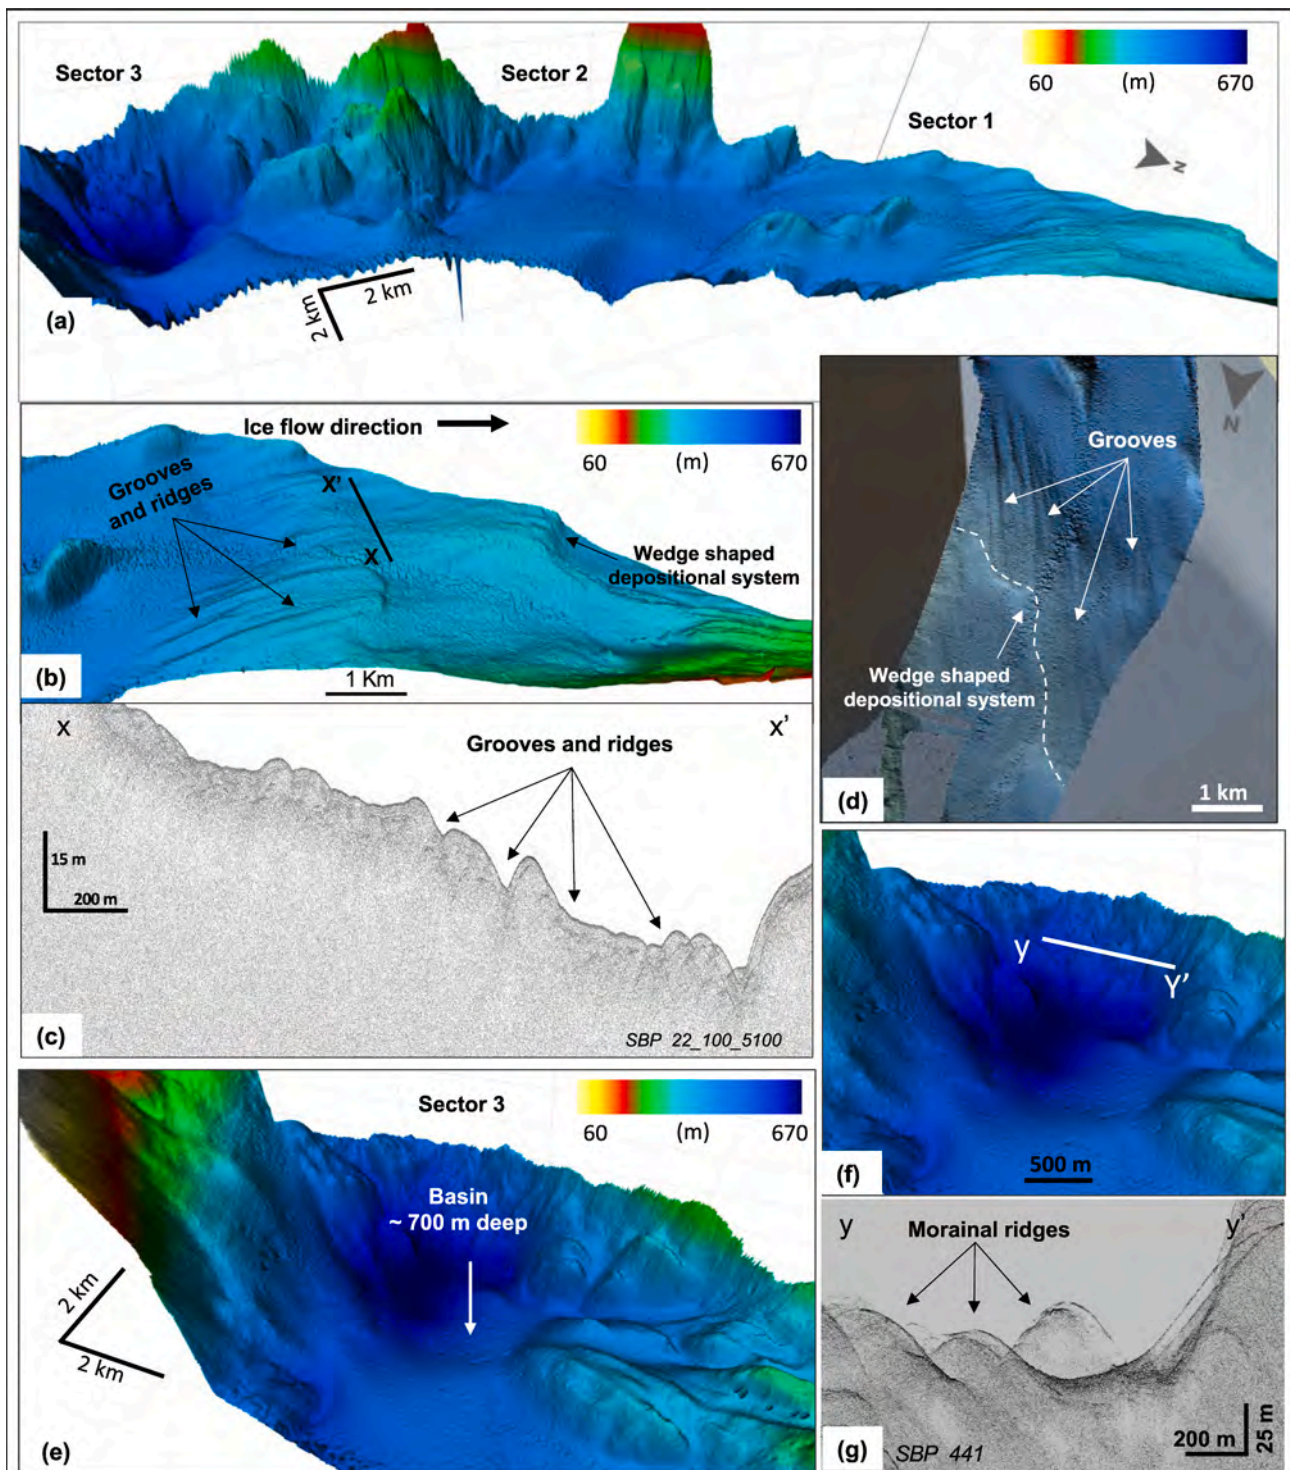 Sector 3
Sector 2
Sector 1
60 (m) 670
N
2 km
2 km
(a)
Ice flow direction
60 (m) 670
Grooves
and ridges
X'
X
Wedge shaped
depositional system
(b)
1 Km
X
X'
Grooves and ridges
15 m
200 m
(c)
SBP 22_100_5100
N
Grooves
Wedge shaped
depositional system
(d)
1 km
Sector 3
60 (m) 670
Basin
~ 700 m deep
2 km
2 km
(e)
y
Y'
(f)
500 m
y
y'
Morainal ridges
200 m
25 m
(g)
SBP 441